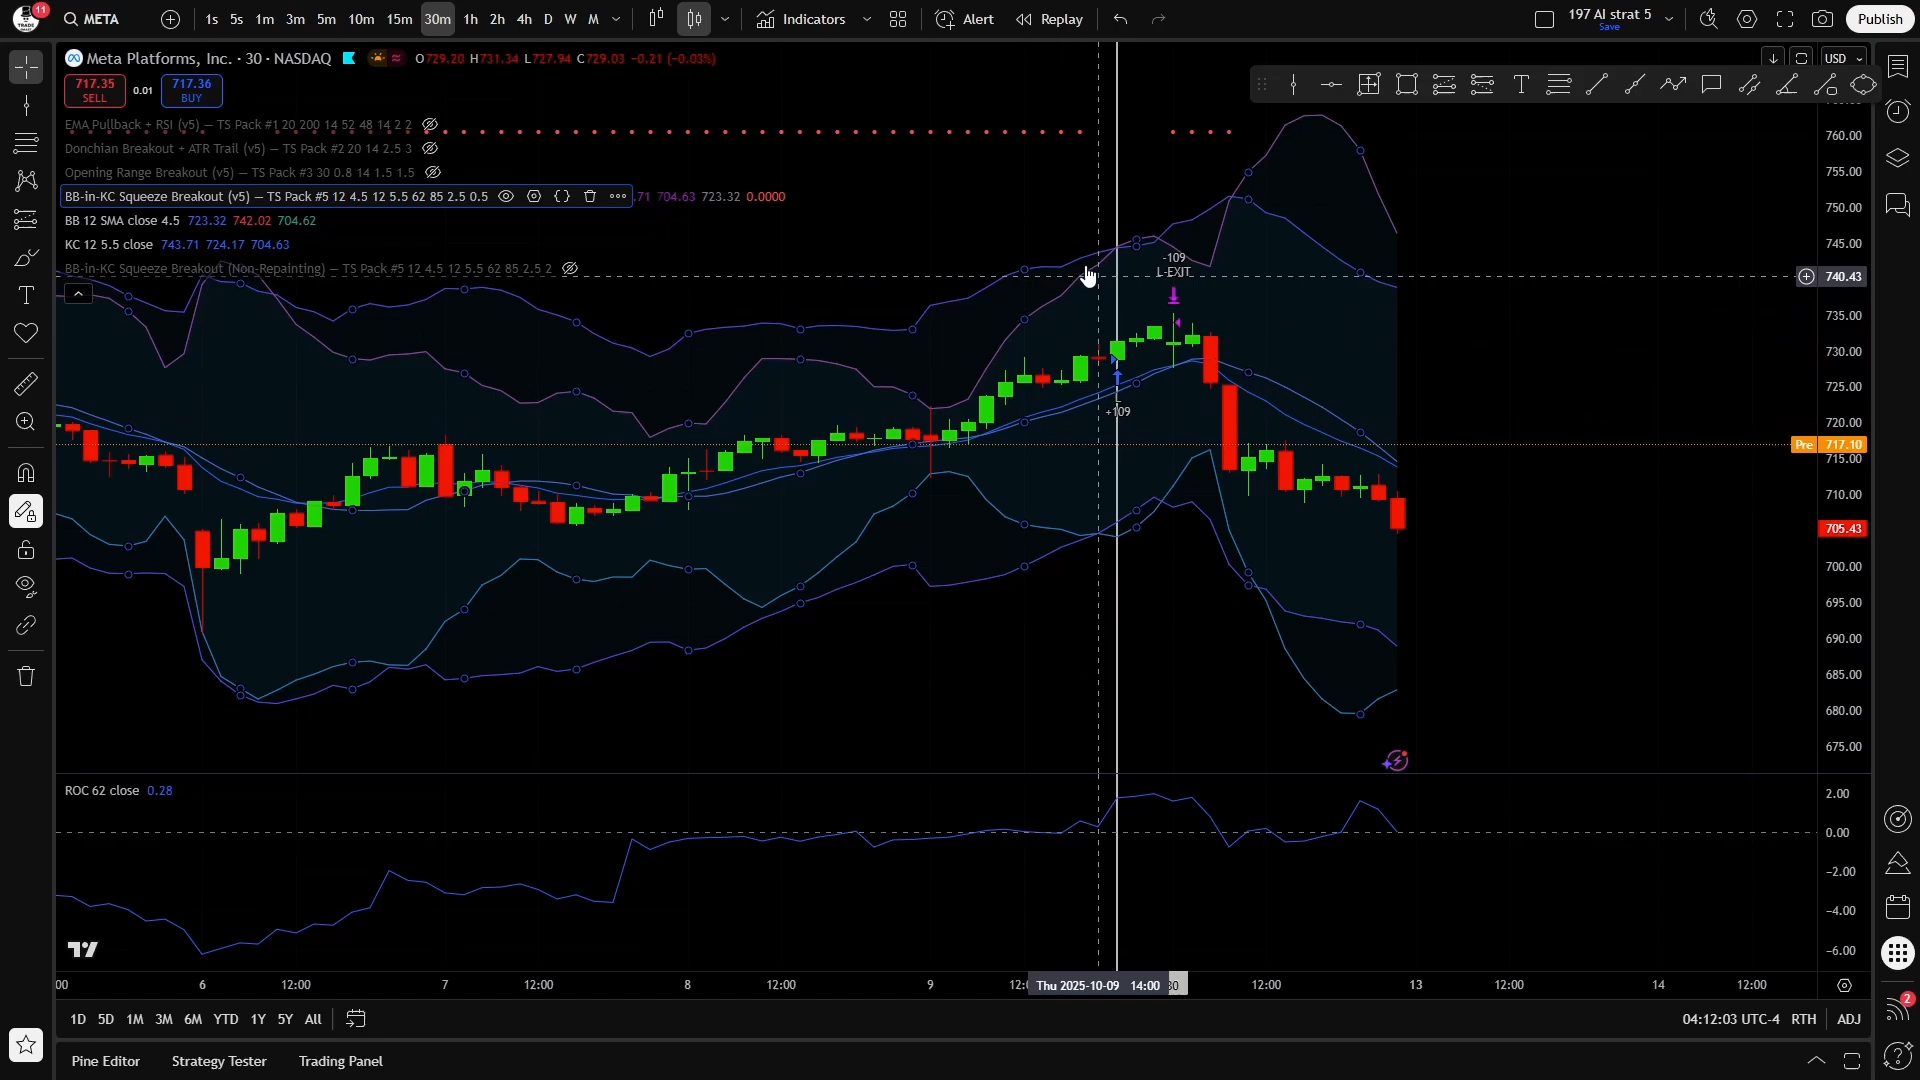 11
META
1s 5s 1m 3m 5m 10m 15m 30m 1h 2h 4h D W M
Indicators
Alert
Replay
197 AI strat 5
Save
Publish
Meta Platforms, Inc. · 30 · NASDAQ
O729.20 H731.34 L727.94 C729.03 −0.21 (−0.03%)
USD
717.35
SELL
0.01
717.36
BUY
EMA Pullback + RSI (v5) — TS Pack #1 20 200 14 52 48 14 2 2
Donchian Breakout + ATR Trail (v5) — TS Pack #2 20 14 2.5 3
Opening Range Breakout (v5) — TS Pack #3 30 0.8 14 1.5 1.5
BB-in-KC Squeeze Breakout (v5) — TS Pack #5 12 4.5 12 5.5 62 85 2.5 0.5
71 704.63 723.32 0.0000
BB 12 SMA close 4.5 723.32 742.02 704.62
KC 12 5.5 close 743.71 724.17 704.63
BB-in-KC Squeeze Breakout (Non-Repainting) — TS Pack #5 12 4.5 12 5.5 62 85 2.5 2
-109
L-EXIT
L
+109
760.00
755.00
750.00
745.00
740.43
735.00
730.00
725.00
720.00
Pre 717.10
715.00
710.00
705.43
700.00
695.00
690.00
685.00
680.00
675.00
ROC 62 close 0.28
2.00
0.00
−2.00
−4.00
−6.00
6 12:00 7 12:00 8 12:00 9
Thu 2025-10-09 14:00
12:00 13 12:00 14 12:00
1D 5D 1M 3M 6M YTD 1Y 5Y All
04:12:03 UTC-4 RTH ADJ
2
Pine Editor
Strategy Tester
Trading Panel